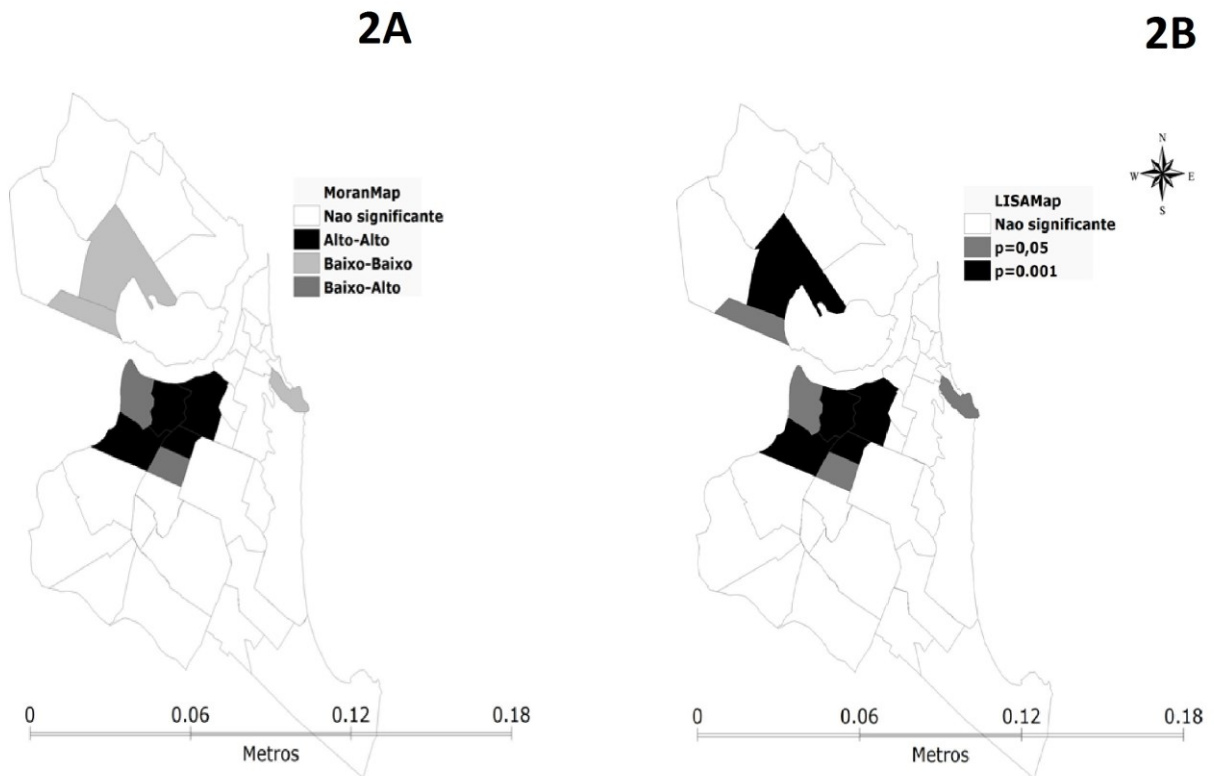 2A
2B
MoranMap
Nao significante
Alto-Alto
Baixo-Baixo
Baixo-Alto
N
W E
S
LISAMap
Nao significante
p=0,05
p=0.001
0 0.06 0.12 0.18
Metros
0 0.06 0.12 0.18
Metros